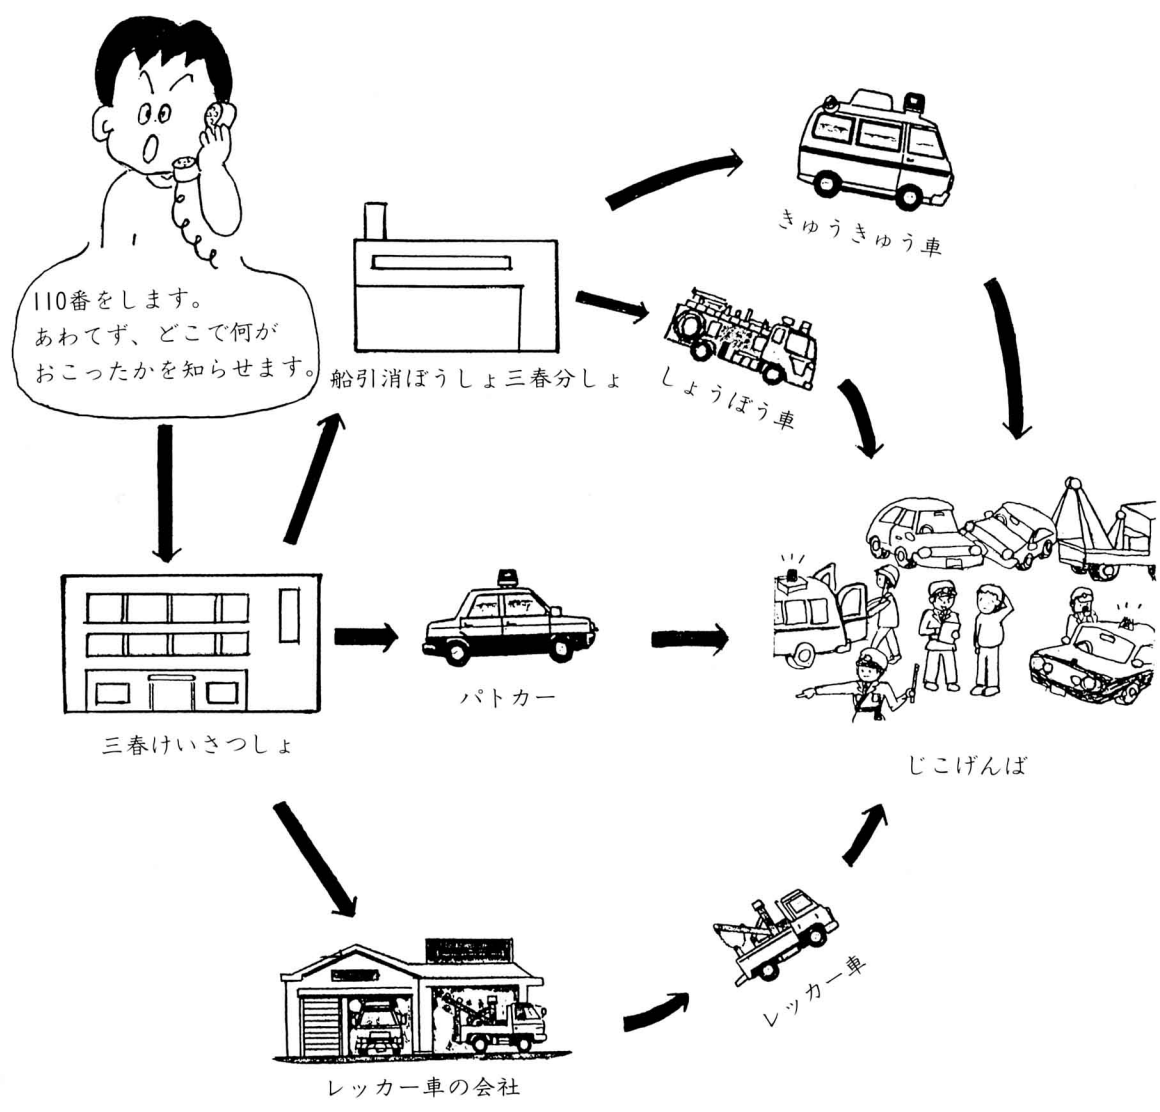 110番をします。
あわてず、どこで何が
おこったかを知らせます。
船引消ぼうしょ三春分しょ
きゅうきゅう車
しょうぼう車
三春けいさつしょ
パトカー
じこげんば
レッカー車の会社
レッカー車